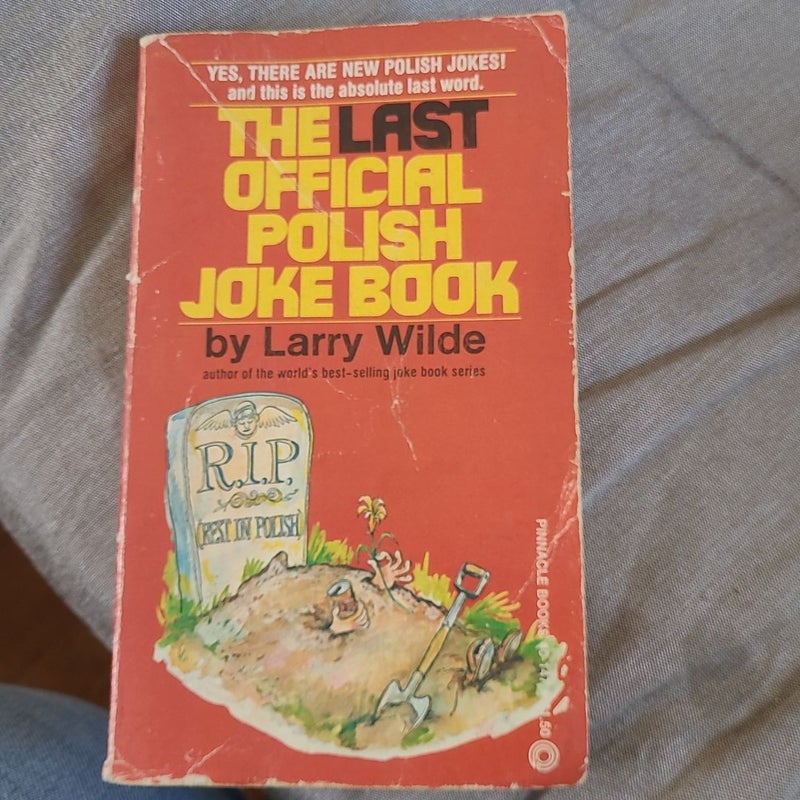 YES, THERE ARE NEW POLISH JOKES!
and this is the absolute last word.
THE LAST
OFFICIAL
POLISH
JOKE BOOK
by Larry Wilde
author of the world's best-selling joke book series
R.I.P.
(REST IN POLISH)
PINNACLE BOOKS
.50